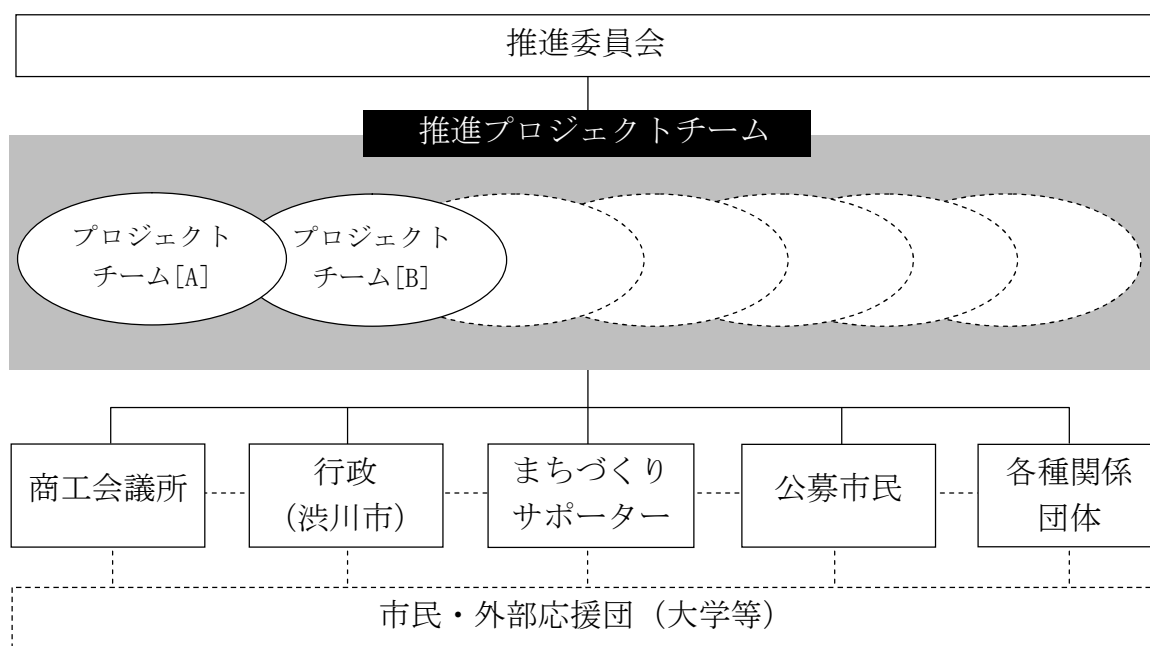 推進委員会
推進プロジェクトチーム
プロジェクト
チーム[A]
プロジェクト
チーム[B]
商工会議所
行政
(渋川市)
まちづくり
サポーター
公募市民
各種関係
団体
市民・外部応援団（大学等）